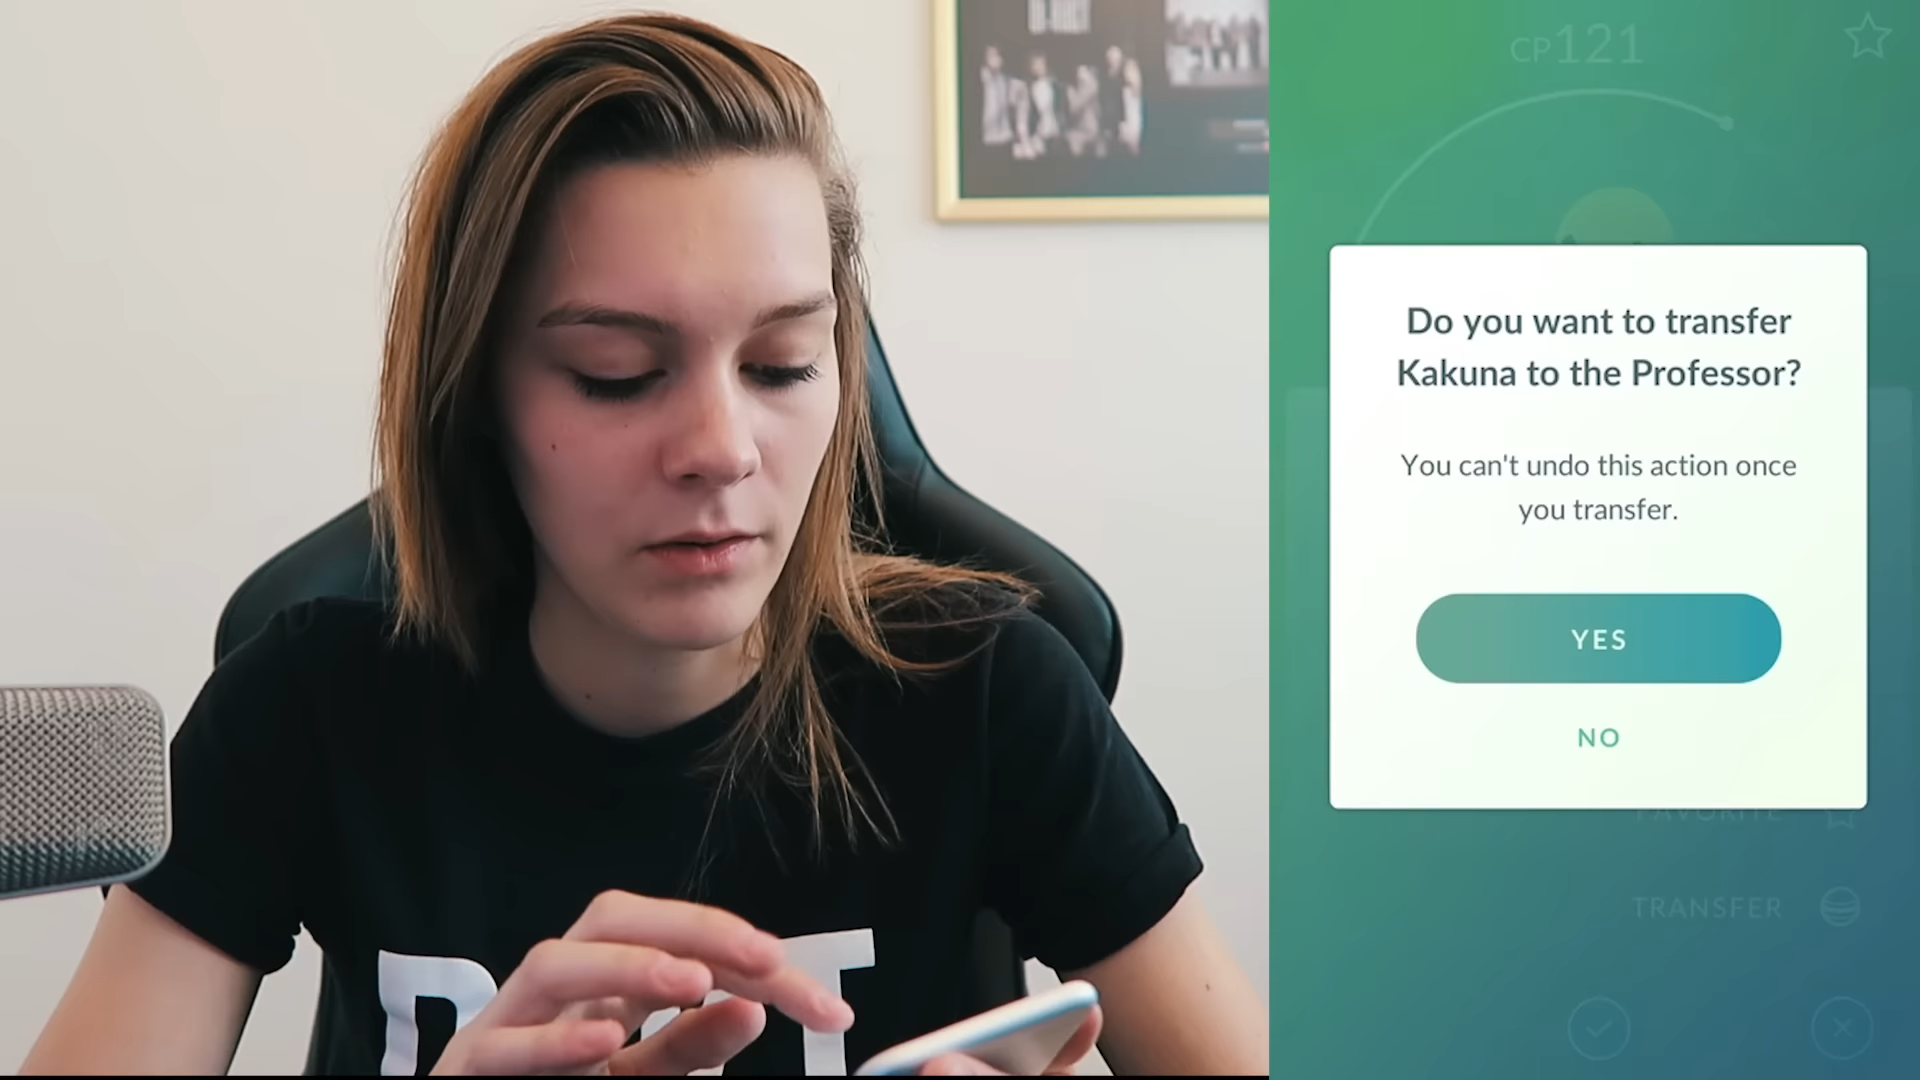 CP121
Do you want to transfer
Kakuna to the Professor?
You can't undo this action once
you transfer.
YES
NO
FAVORITE
TRANSFER